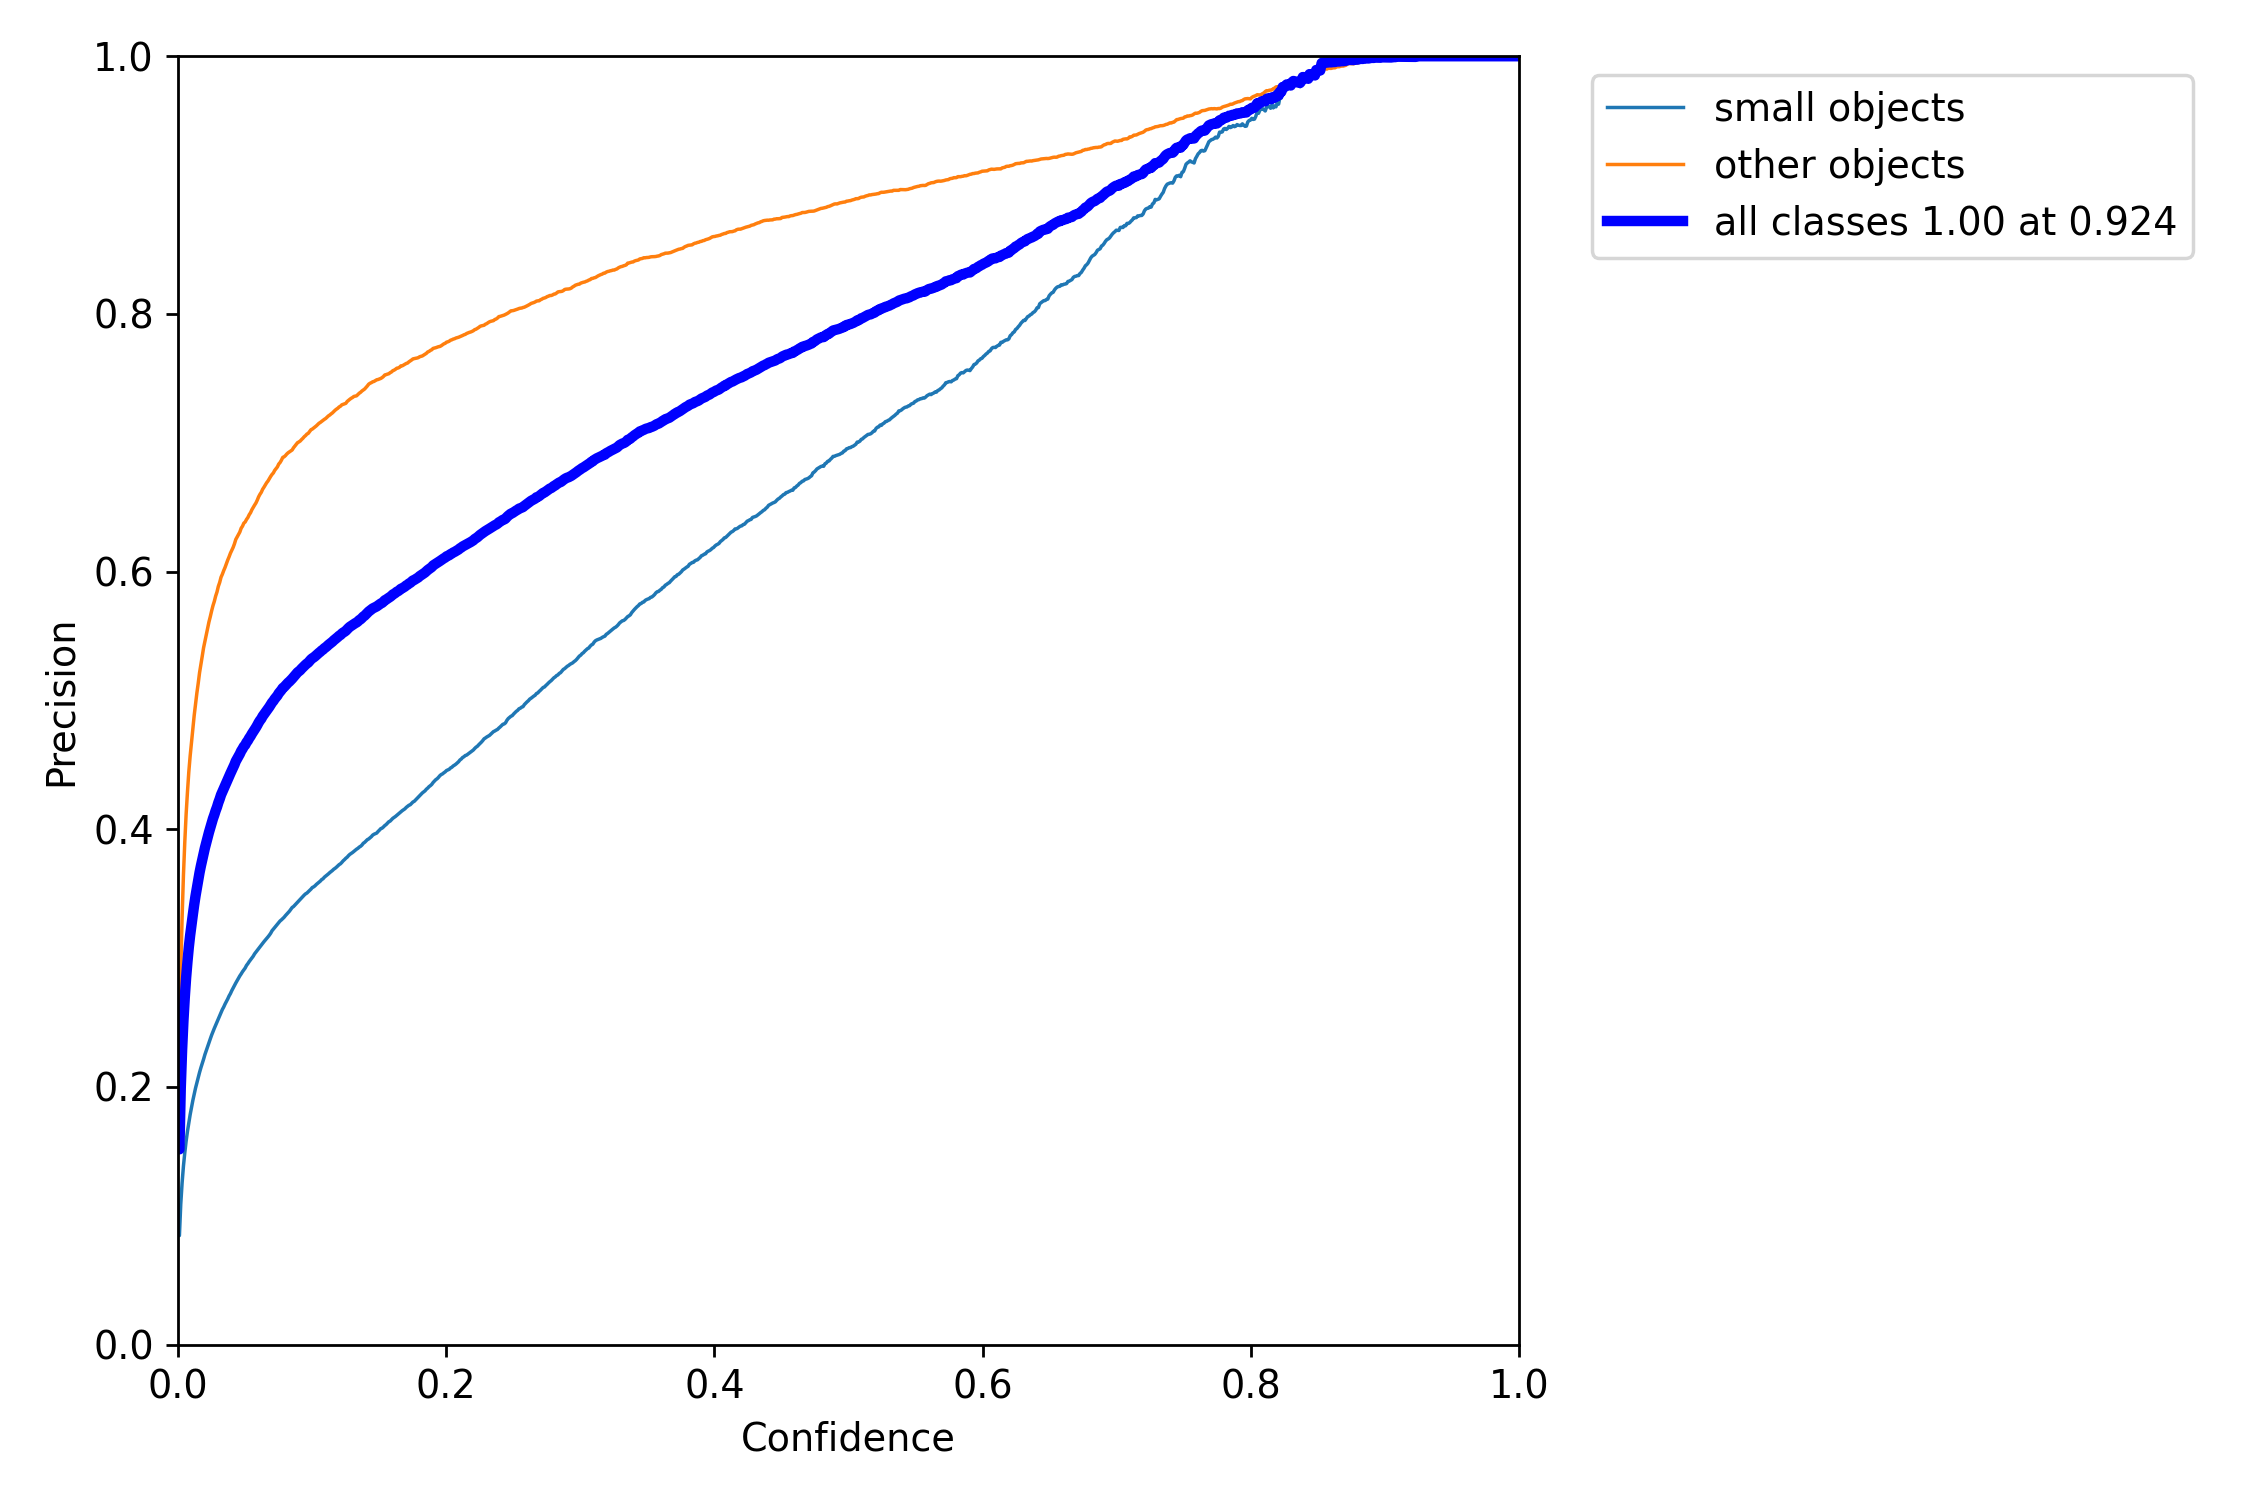 1.0
0.8
0.6
0.4
0.2
0.0
Precision
0.0 0.2 0.4 0.6 0.8 1.0
Confidence
small objects
other objects
all classes 1.00 at 0.924